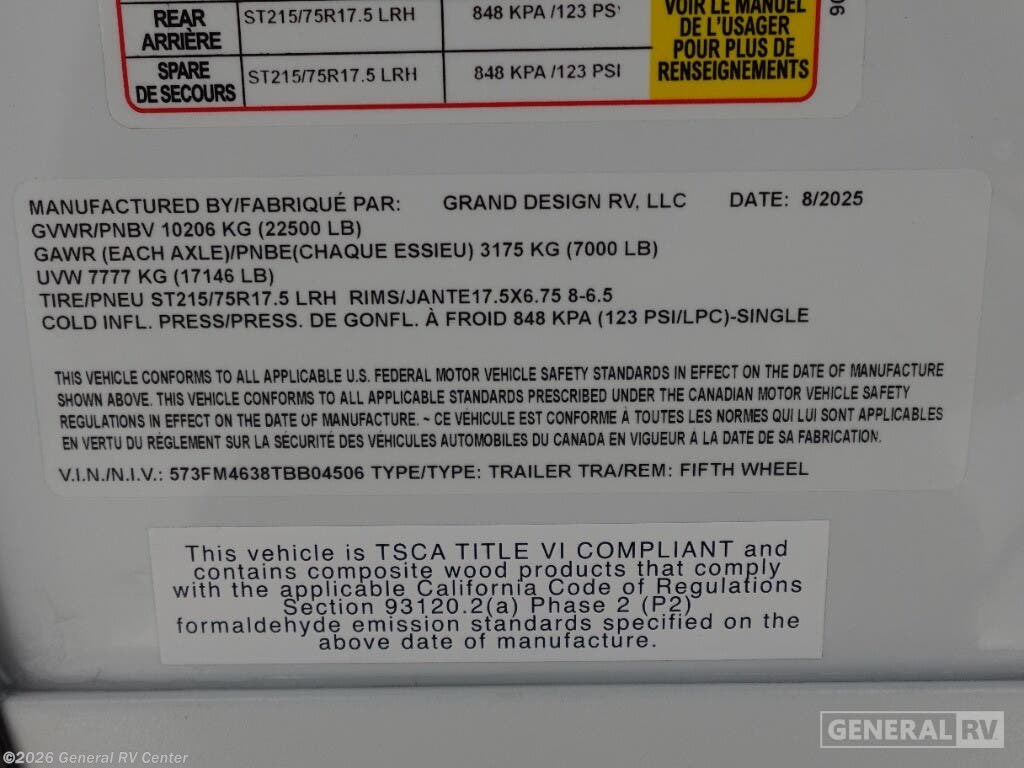 REAR ST215/75R17.5 LRH 848 KPA /123 PS
ARRIÈRE
SPARE ST215/75R17.5 LRH 848 KPA /123 PSI
DE SECOURS
VOIR LE MANUEL
DE L'USAGER
POUR PLUS DE
RENSEIGNEMENTS
MANUFACTURED BY/FABRIQUÉ PAR: GRAND DESIGN RV, LLC DATE: 8/2025
GVWR/PNBV 10206 KG (22500 LB)
GAWR (EACH AXLE)/PNBE(CHAQUE ESSIEU) 3175 KG (7000 LB)
UVW 7777 KG (17146 LB)
TIRE/PNEU ST215/75R17.5 LRH RIMS/JANTE17.5X6.75 8-6.5
COLD INFL. PRESS/PRESS. DE GONFL. À FROID 848 KPA (123 PSI/LPC)-SINGLE
THIS VEHICLE CONFORMS TO ALL APPLICABLE U.S. FEDERAL MOTOR VEHICLE SAFETY STANDARDS IN EFFECT ON THE DATE OF MANUFACTURE
SHOWN ABOVE. THIS VEHICLE CONFORMS TO ALL APPLICABLE STANDARDS PRESCRIBED UNDER THE CANADIAN MOTOR VEHICLE SAFETY
REGULATIONS IN EFFECT ON THE DATE OF MANUFACTURE. ~ CE VÉHICULE EST CONFORME À TOUTES LES NORMES QUI LUI SONT APPLICABLES
EN VERTU DU RÈGLEMENT SUR LA SÉCURITÉ DES VÉHICULES AUTOMOBILES DU CANADA EN VIGUEUR À LA DATE DE SA FABRICATION.
V.I.N./N.I.V.: 573FM4638TBB04506 TYPE/TYPE: TRAILER TRA/REM: FIFTH WHEEL
This vehicle is TSCA TITLE VI COMPLIANT and
contains composite wood products that comply
with the applicable California Code of Regulations
Section 93120.2(a) Phase 2 (P2)
formaldehyde emission standards specified on the
above date of manufacture.
GENERAL RV
©2026 General RV Center